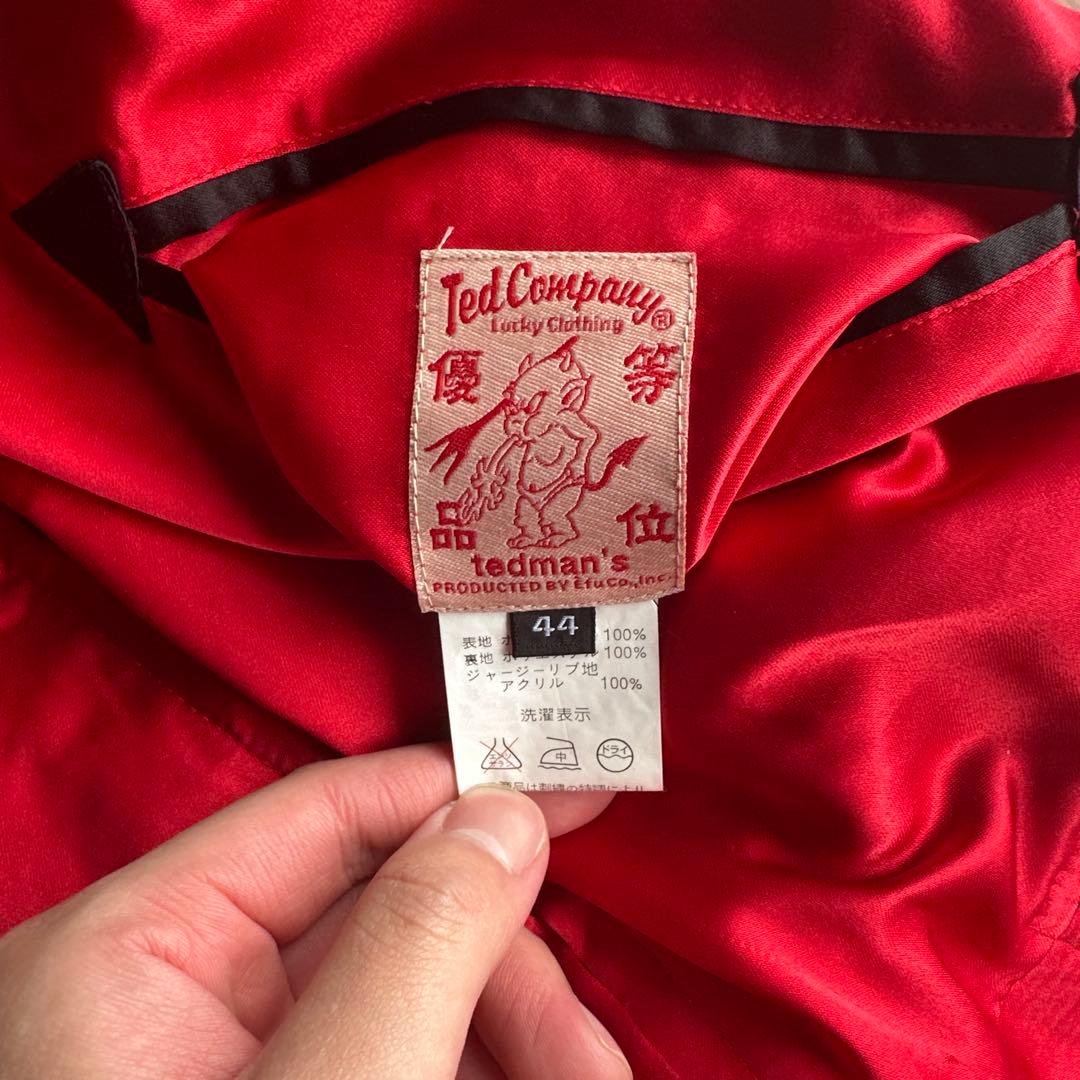 Ted Company®
Lucky Clothing
優 等
品 位
tedman's
PRODUCTED BY Efu Co., Inc.
44
表地 100%
裏地 100%
ジャージーリブ地
アクリル 100%
洗濯表示
中 ドライ